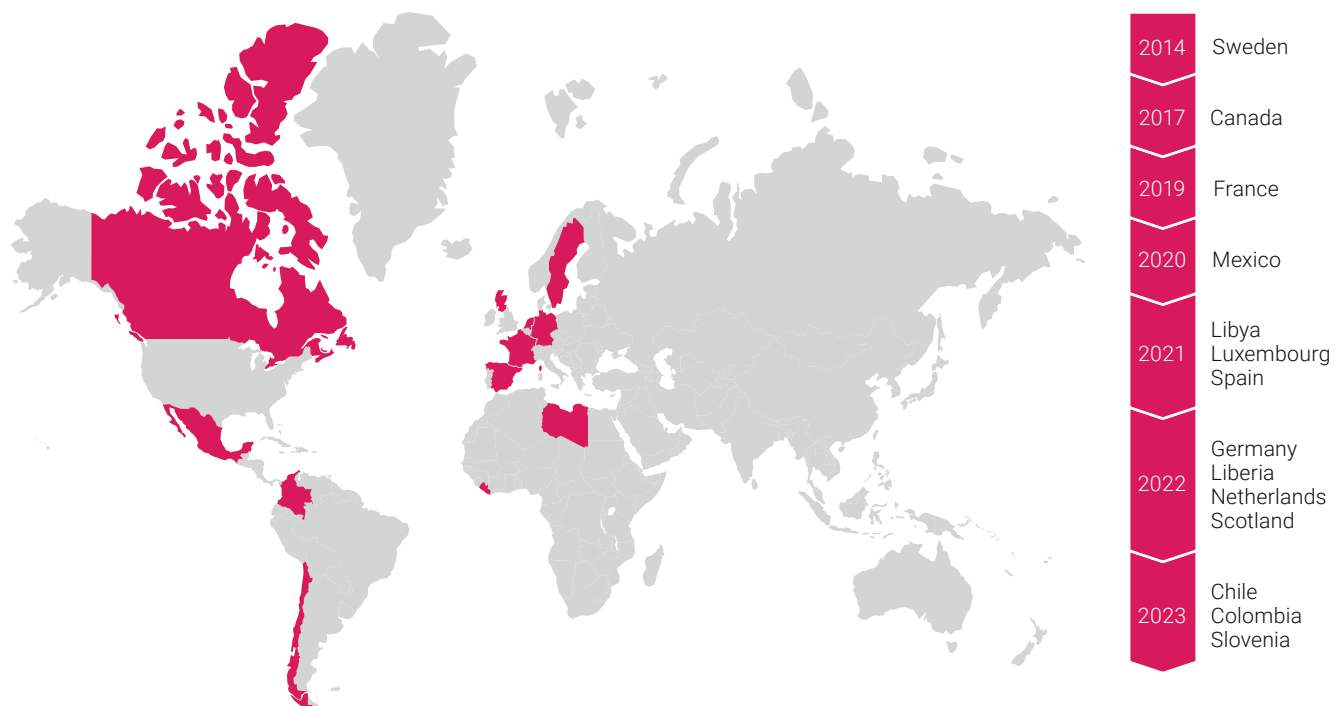 2014 Sweden
2017 Canada
2019 France
2020 Mexico
2021
Libya
Luxembourg
Spain
2022
Germany
Liberia
Netherlands
Scotland
2023
Chile
Colombia
Slovenia